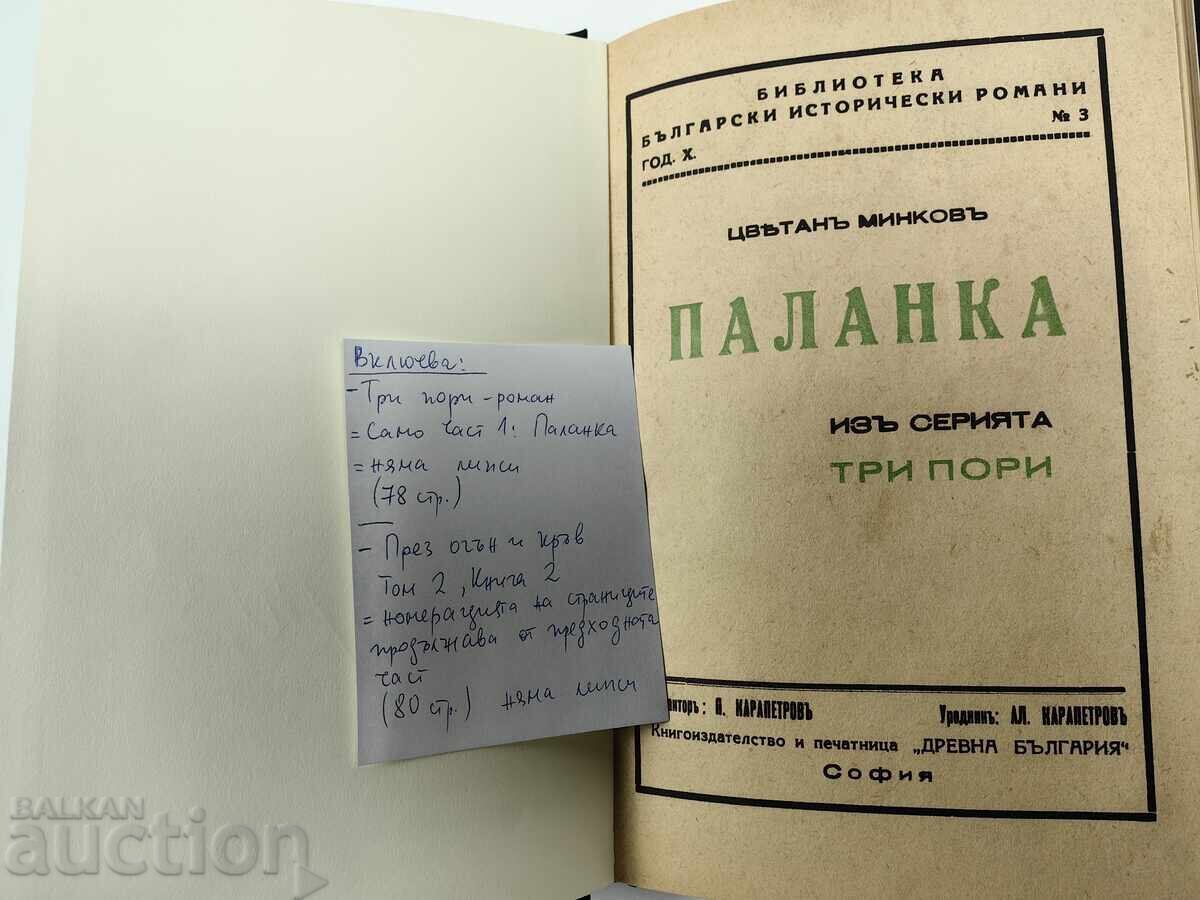 Включва:
- Три пори - роман
= Само част 1: Паланка
= няма липси
(78 стр.)
- През огън и кръв
Том 2, Книга 2
= номерацията на страниците
продължава от предходната
част
(80 стр.) няма липси
БИБЛИОТЕКА
БЪЛГАРСКИ ИСТОРИЧЕСКИ РОМАНИ
ГОД. X. № 3
ЦВѢТАНЪ МИНКОВЪ
ПАЛАНКА
ИЗЪ СЕРИЯТА
ТРИ ПОРИ
П. КАРАПЕТРОВЪ Уредникъ: АЛ. КАРАПЕТРОВЪ
Книгоиздателство и печатница „ДРЕВНА БЪЛГАРИЯ"
София
BALKAN
auction